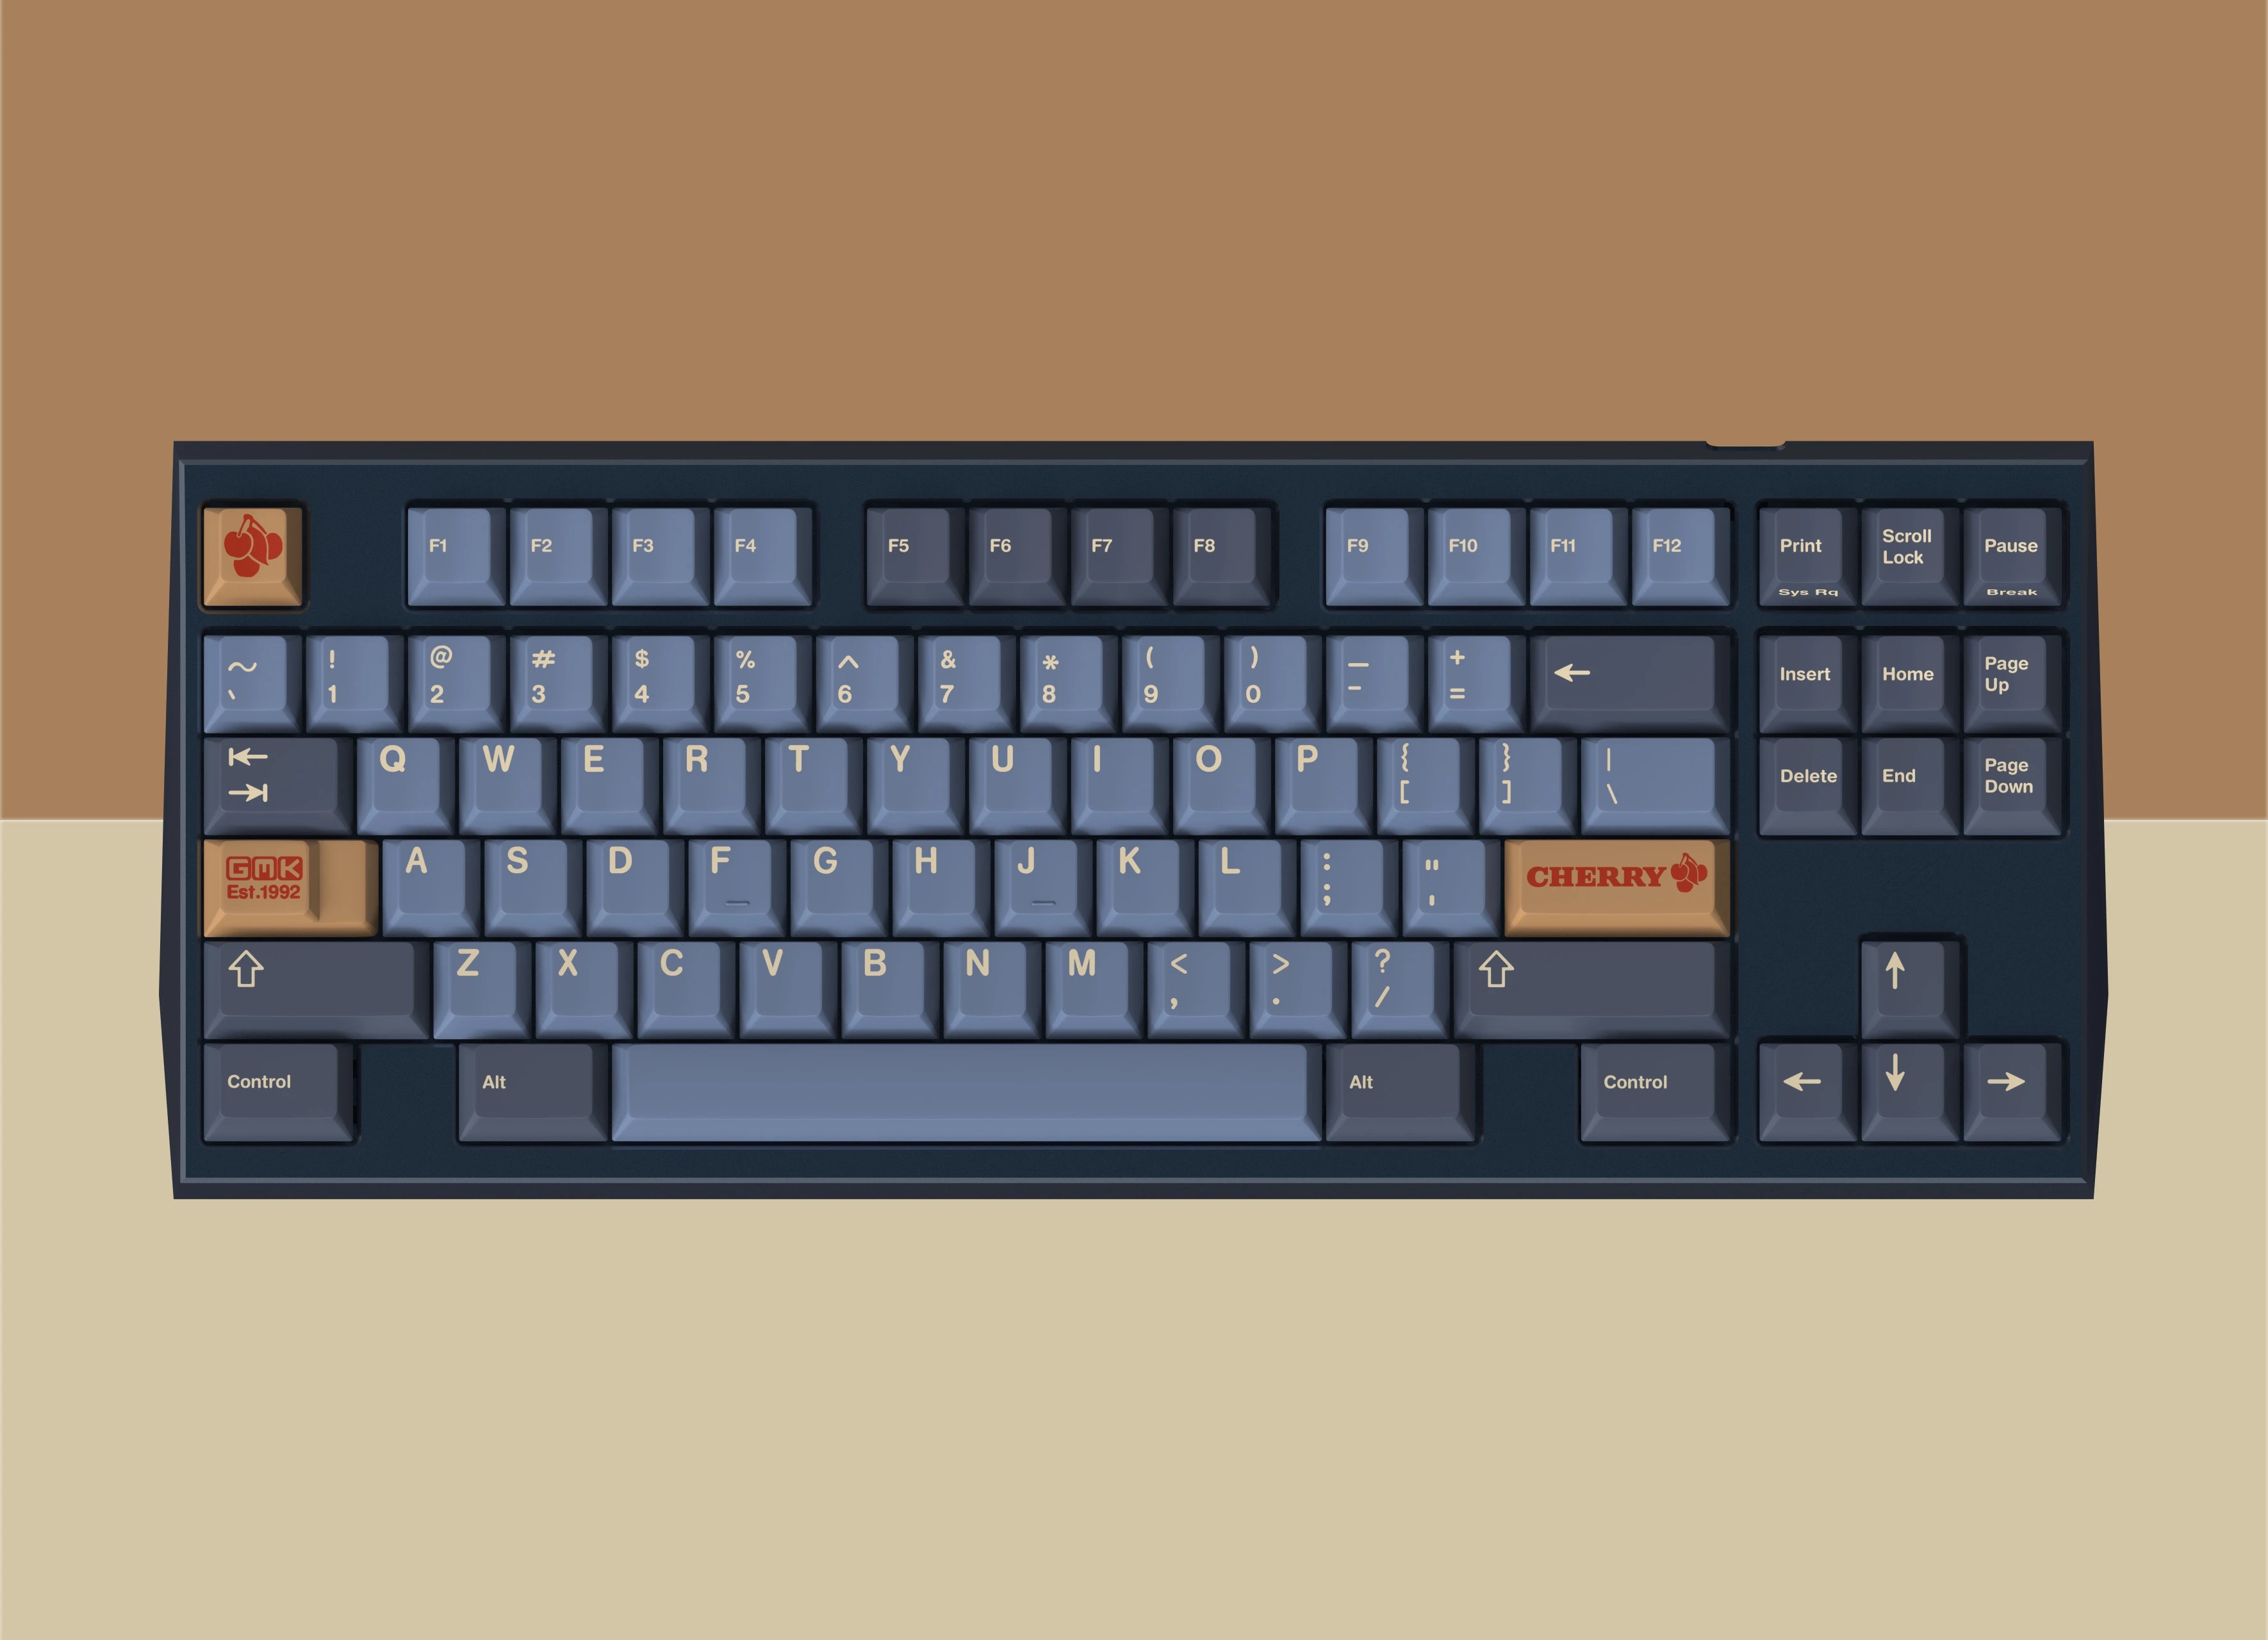 F1 F2 F3 F4 F5 F6 F7 F8 F9 F10 F11 F12 Print Scroll Pause
Lock
Sys Rq Break
~ ! @ # $ % ^ & * ( ) — + ←
` 1 2 3 4 5 6 7 8 9 0 - =
Insert Home Page
Up
⇤ Q W E R T Y U I O P { } |
⇥ [ ] \
Delete End Page
Down
GMK A S D F G H J K L : " CHERRY
Est.1992 ; '
⇧ Z X C V B N M < > ? ⇧ ↑
, . /
Control Alt Alt Control ← ↓ →